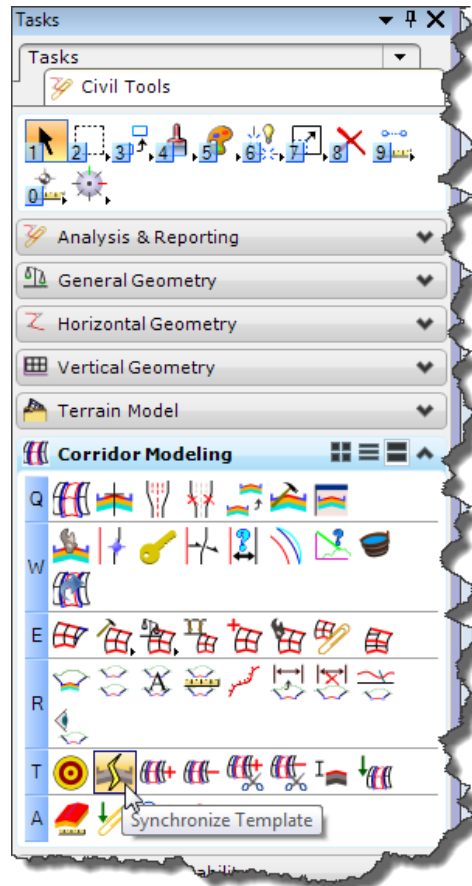 Tasks
Tasks
Civil Tools
1 2 3 4 5 6 7 8 9
0
Analysis & Reporting
General Geometry
Horizontal Geometry
Vertical Geometry
Terrain Model
Corridor Modeling
Q
W
E
R
A
T
I
A
Synchronize Template